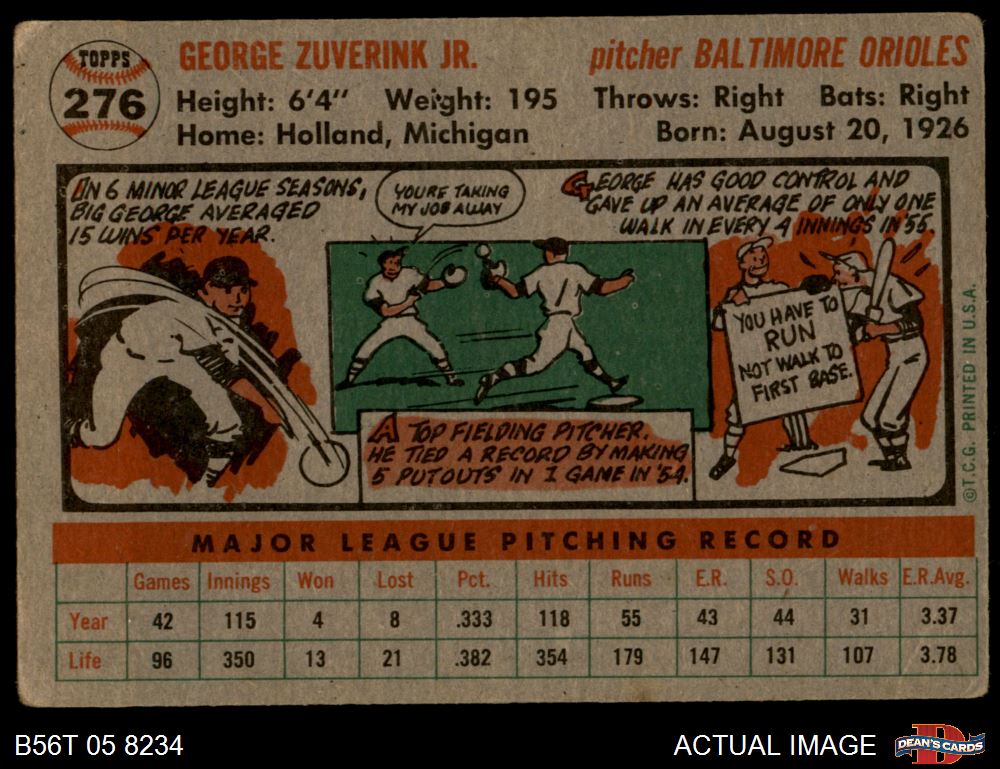 TOPPS
276
GEORGE ZUVERINK JR.
pitcher BALTIMORE ORIOLES
Height: 6'4" Weight: 195 Throws: Right Bats: Right
Home: Holland, Michigan Born: August 20, 1926
IN 6 MINOR LEAGUE SEASONS,
BIG GEORGE AVERAGED
15 WINS PER YEAR.
YOURE TAKING
MY JOB AWAY
A TOP FIELDING PITCHER.
HE TIED A RECORD BY MAKING
5 PUTOUTS IN 1 GAME IN '54.
GEORGE HAS GOOD CONTROL AND
GAVE UP AN AVERAGE OF ONLY ONE
WALK IN EVERY 4 INNINGS IN '55.
YOU HAVE TO
RUN
NOT WALK TO
FIRST BASE.
©T.C.G. PRINTED IN U.S.A.
MAJOR LEAGUE PITCHING RECORD
Games Innings Won Lost Pct. Hits Runs E.R. S.O. Walks E.R.Avg.
Year 42 115 4 8 .333 118 55 43 44 31 3.37
Life 96 350 13 21 .382 354 179 147 131 107 3.78
B56T 05 8234
ACTUAL IMAGE
D
DEAN'S CARDS